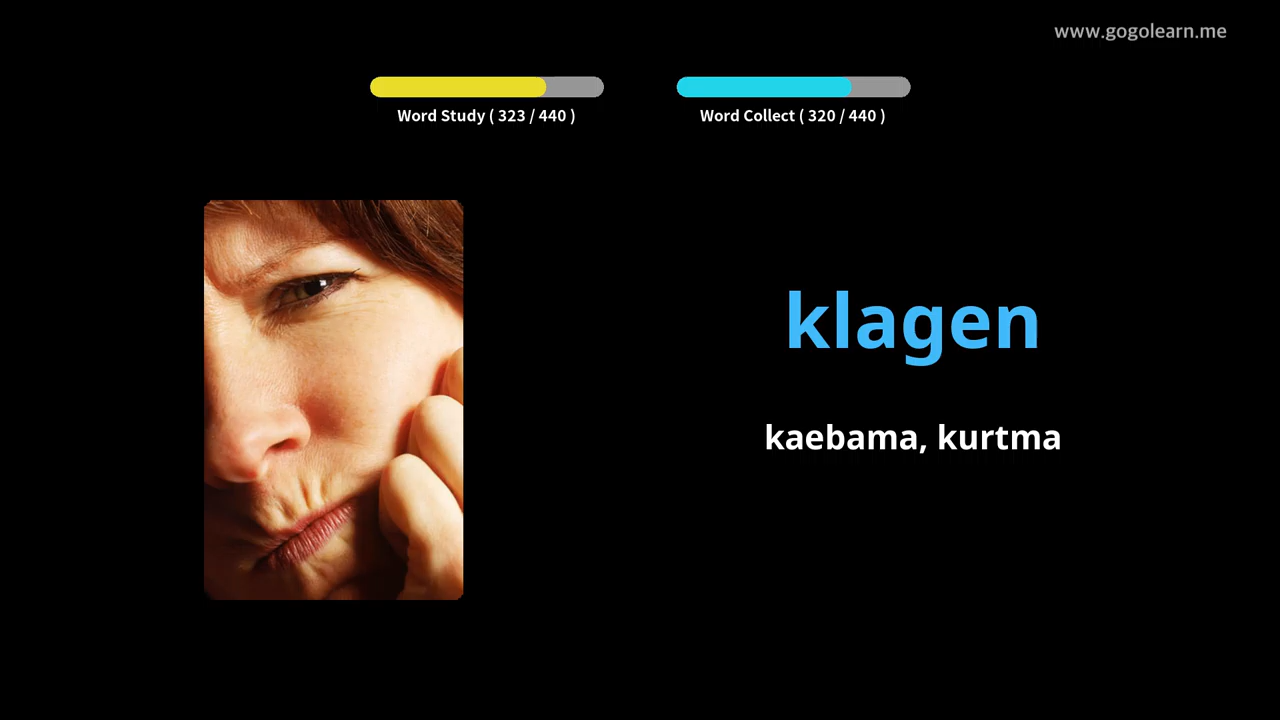 www.gogolearn.me
Word Study ( 323 / 440 )
Word Collect ( 320 / 440 )
klagen
kaebama, kurtma